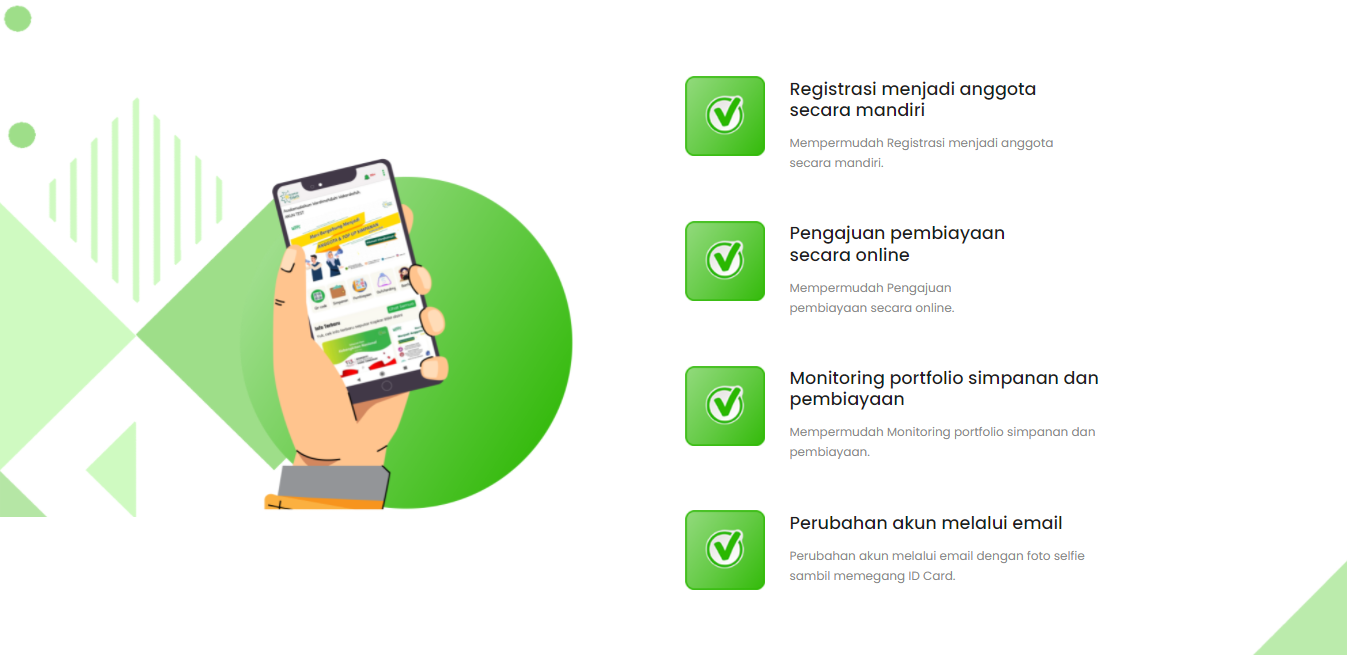 Registrasi menjadi anggota
secara mandiri
Mempermudah Registrasi menjadi anggota
secara mandiri.
Pengajuan pembiayaan
secara online
Mempermudah Pengajuan
pembiayaan secara online.
Monitoring portfolio simpanan dan
pembiayaan
Mempermudah Monitoring portfolio simpanan dan
pembiayaan.
Perubahan akun melalui email
Perubahan akun melalui email dengan foto selfie
sambil memegang ID Card.
Info Terbaru